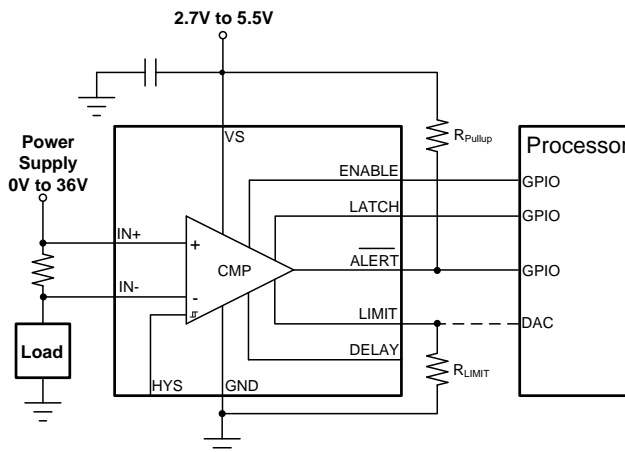 2.7V to 5.5V
Power
Supply
0V to 36V
VS
RPullup
Processor
ENABLE
GPIO
LATCH
GPIO
IN+
+
CMP
ALERT
GPIO
IN-
-
LIMIT
DAC
Load
DELAY
RLIMIT
HYS
GND